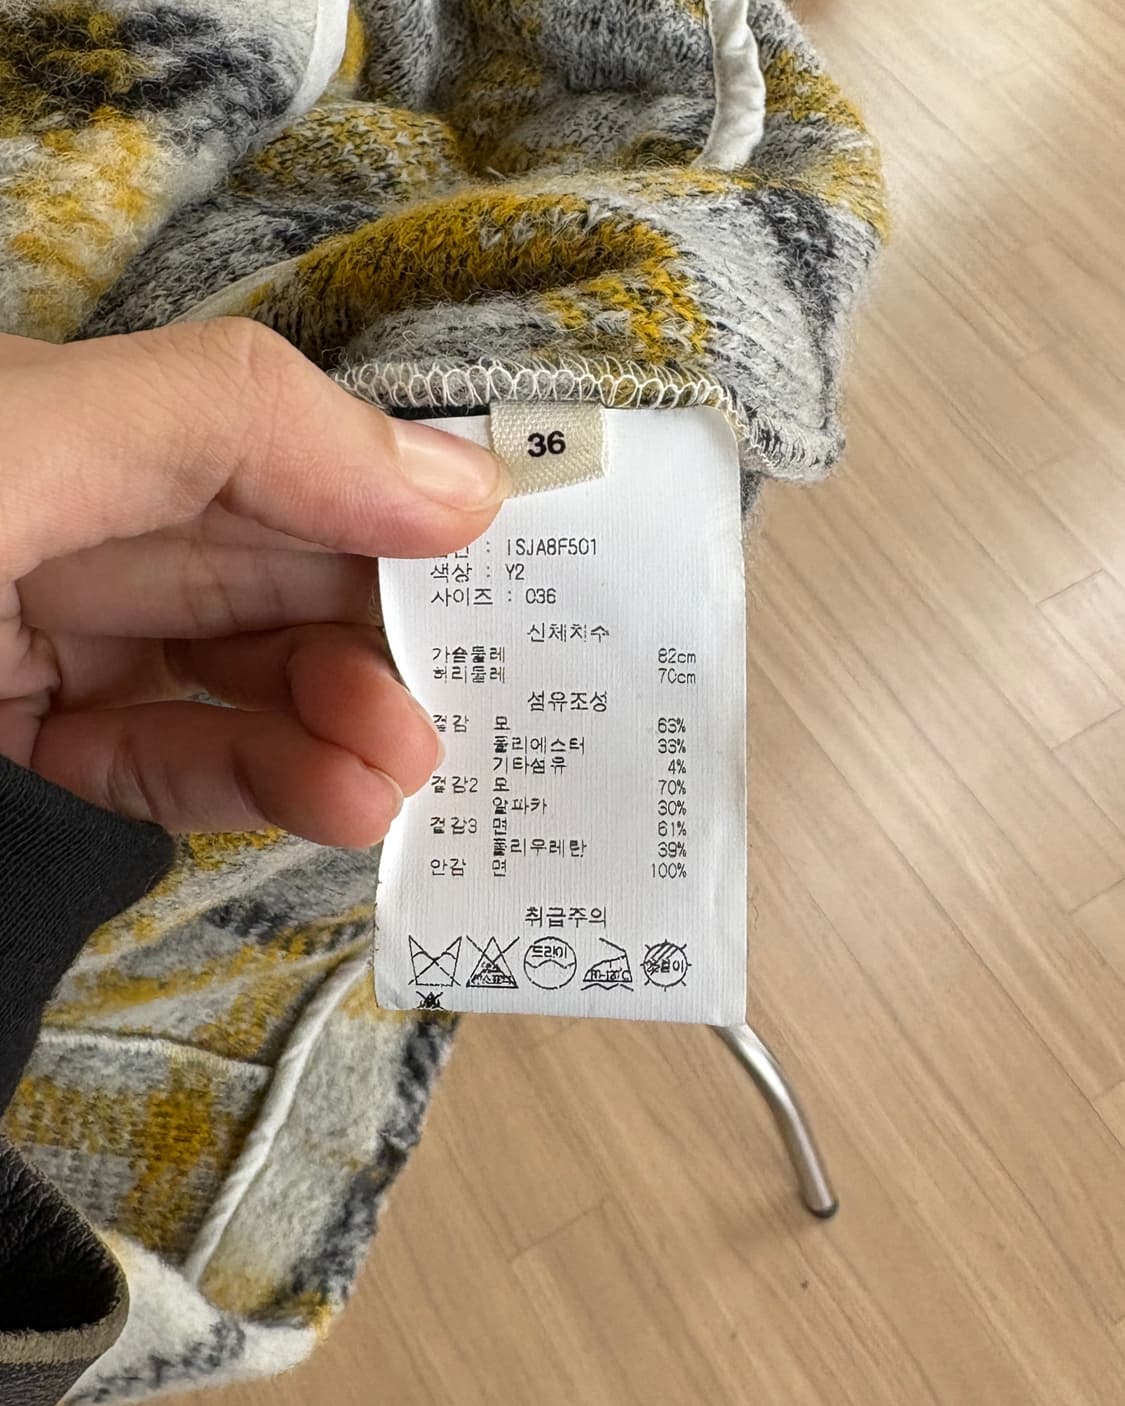 36
: ISJA8F501
색상 : Y2
사이즈 : 036
신체치수
가슴둘레 82cm
허리둘레 70cm
섬유조성
겉감 모 63%
폴리에스터 33%
기타섬유 4%
겉감2 모 70%
알파카 30%
겉감3 면 61%
폴리우레탄 39%
안감 면 100%
취급주의
드라이